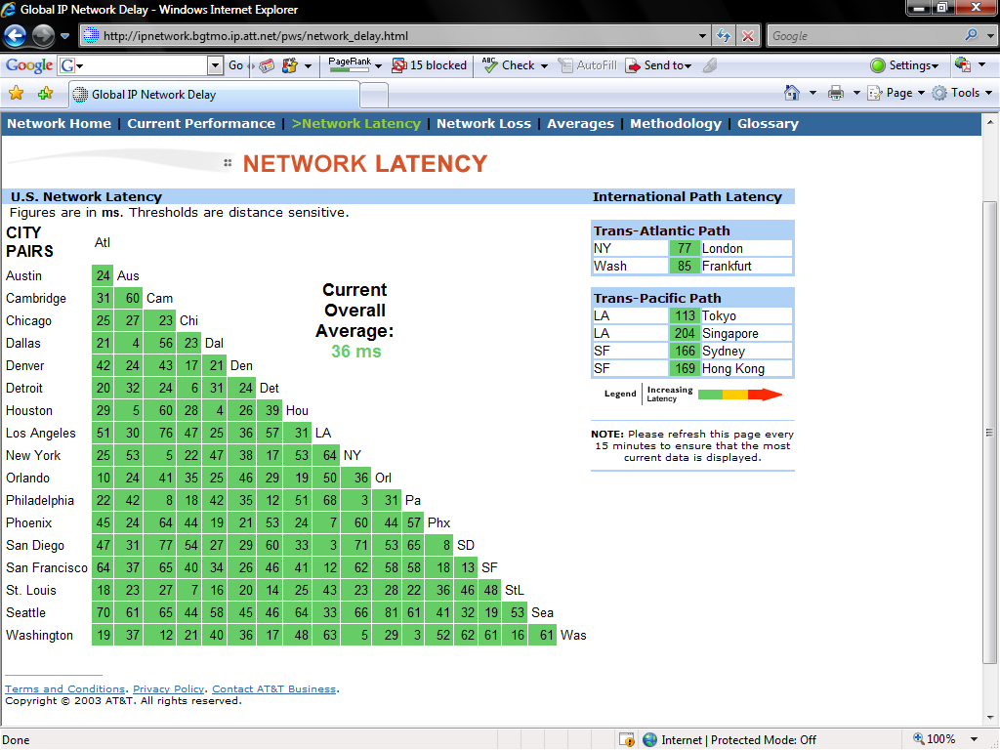 Global IP Network Delay - Windows Internet Explorer
http://ipnetwork.bgtmo.ip.att.net/pws/network_delay.html
Google
Google G Go PageRank 15 blocked ABC Check AutoFill Send to Settings
Global IP Network Delay Page Tools
Network Home | Current Performance | >Network Latency | Network Loss | Averages | Methodology | Glossary
NETWORK LATENCY
U.S. Network Latency
Figures are in ms. Thresholds are distance sensitive.
CITY PAIRS Atl
Austin 24 Aus
Cambridge 31 60 Cam
Chicago 25 27 23 Chi
Dallas 21 4 56 23 Dal
Denver 42 24 43 17 21 Den
Detroit 20 32 24 6 31 24 Det
Houston 29 5 60 28 4 26 39 Hou
Los Angeles 51 30 76 47 25 36 57 31 LA
New York 25 53 5 22 47 38 17 53 64 NY
Orlando 10 24 41 35 25 46 29 19 50 36 Orl
Philadelphia 22 42 8 18 42 35 12 51 68 3 31 Pa
Phoenix 45 24 64 44 19 21 53 24 7 60 44 57 Phx
San Diego 47 31 77 54 27 29 60 33 3 71 53 65 8 SD
San Francisco 64 37 65 40 34 26 46 41 12 62 58 58 18 13 SF
St. Louis 18 23 27 7 16 20 14 25 43 23 28 22 36 46 48 StL
Seattle 70 61 65 44 58 45 46 64 33 66 81 61 41 32 19 53 Sea
Washington 19 37 12 21 40 36 17 48 63 5 29 3 52 62 61 16 61 Was
Current
Overall
Average:
36 ms
International Path Latency
Trans-Atlantic Path
NY 77 London
Wash 85 Frankfurt
Trans-Pacific Path
LA 113 Tokyo
LA 204 Singapore
SF 166 Sydney
SF 169 Hong Kong
Legend Increasing Latency
NOTE: Please refresh this page every
15 minutes to ensure that the most
current data is displayed.
Terms and Conditions. Privacy Policy. Contact AT&T Business.
Copyright © 2003 AT&T. All rights reserved.
Done Internet | Protected Mode: Off 100%